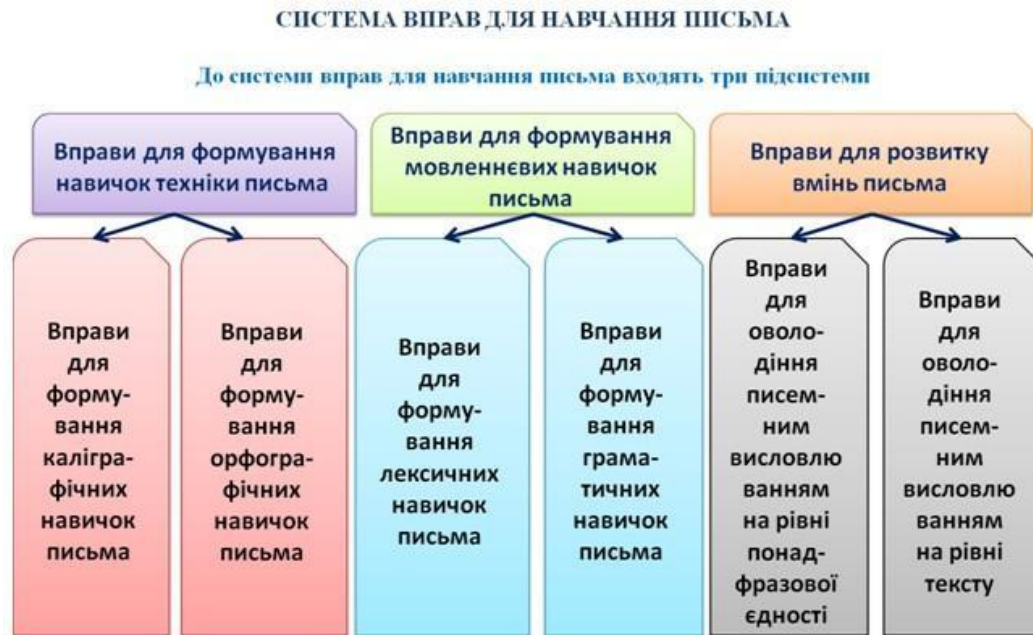 СИСТЕМА ВПРАВ ДЛЯ НАВЧАННЯ ПИСЬМА
До системи вправ для навчання письма входять три підсистеми
Вправи для формування
навичок техніки письма
Вправи для формування
мовленнєвих навичок
письма
Вправи для розвитку
вмінь письма
Вправи
для
форму-
вання
калігра-
фічних
навичок
письма
Вправи
для
форму-
вання
орфогра-
фічних
навичок
письма
Вправи
для
форму-
вання
лексичних
навичок
письма
Вправи
для
форму-
вання
грама-
тичних
навичок
письма
Вправи
для
оволо-
діння
писем-
ним
висловлю
ванням
на рівні
понад-
фразової
єдності
Вправи
для
оволо-
діння
писем-
ним
висловлю
ванням
на рівні
тексту